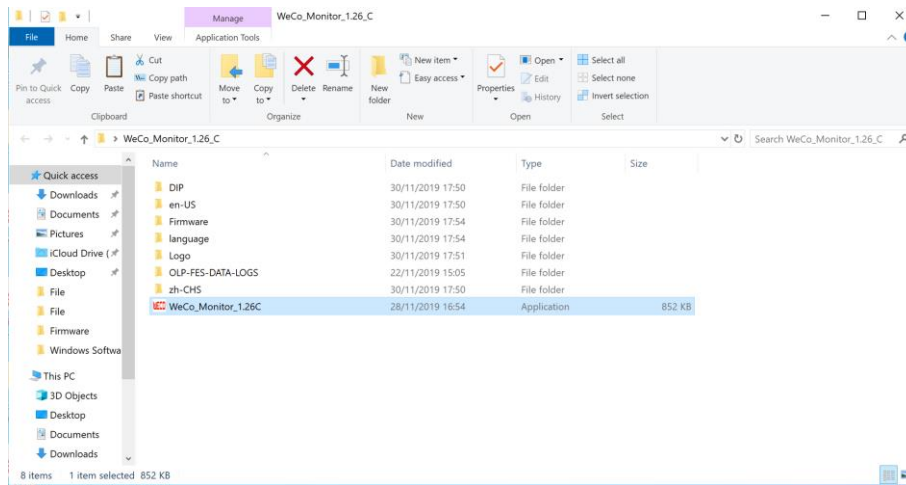 Manage
WeCo_Monitor_1.26_C
File
Home
Share
View
Application Tools
Pin to Quick access
Copy
Paste
Cut
Copy path
Paste shortcut
Clipboard
Move to
Copy to
Delete
Rename
Organize
New folder
New item
Easy access
New
Properties
Open
Edit
History
Open
Select all
Select none
Invert selection
Select
WeCo_Monitor_1.26_C
Search WeCo_Monitor_1.26_C
Quick access
Downloads
Documents
Pictures
iCloud Drive (
Desktop
File
File
Firmware
Windows Softwa
This PC
3D Objects
Desktop
Documents
Downloads
Name Date modified Type Size
DIP 30/11/2019 17:50 File folder
en-US 30/11/2019 17:50 File folder
Firmware 30/11/2019 17:54 File folder
language 30/11/2019 17:54 File folder
Logo 30/11/2019 17:51 File folder
OLP-FES-DATA-LOGS 22/11/2019 15:05 File folder
zh-CHS 30/11/2019 17:50 File folder
WeCo_Monitor_1.26C 28/11/2019 16:54 Application 852 KB
8 items 1 item selected 852 KB